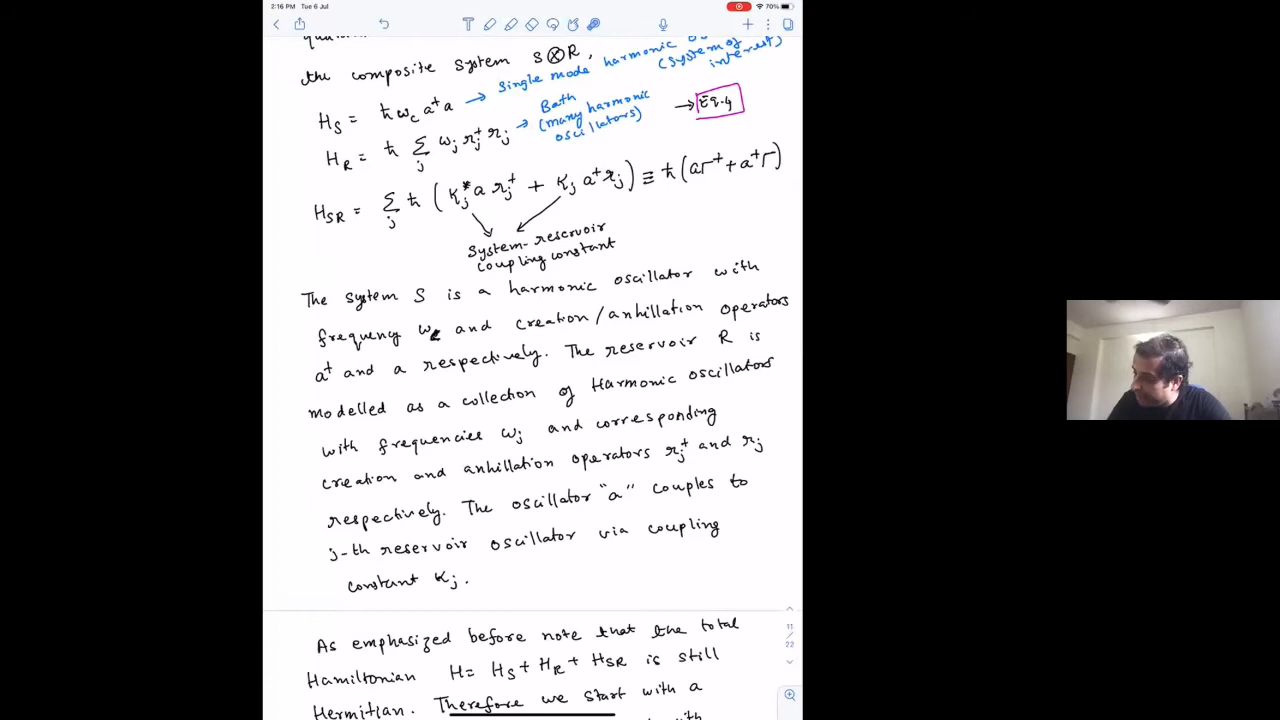 2:16 PM Tue 6 Jul
70%
the composite system S⊗R,
single mode harmonic
(system of
interest)
H_S = ħω_c a†a →
Bath
(many harmonic
oscillators)
→ Eq.4
H_R = ħ Σ_j ω_j r_j† r_j →
H_SR = Σ_j ħ (K_j* a r_j† + K_j a† r_j) ≡ ħ(aΓ† + a†Γ)
System-reservoir
coupling constant
The system S is a harmonic oscillator with
frequency ω_c and creation/anhillation operators
a† and a respectively. The reservoir R is
modelled as a collection of Harmonic oscillators
with frequencies ω_j and corresponding
creation and anhillation operators r_j† and r_j
respectively. The oscillator "a" couples to
j-th reservoir oscillator via coupling
constant K_j.
As emphasized before note that the total
Hamiltonian H = H_S + H_R + H_SR is still
Hermitian. Therefore we start with a
11
/
22